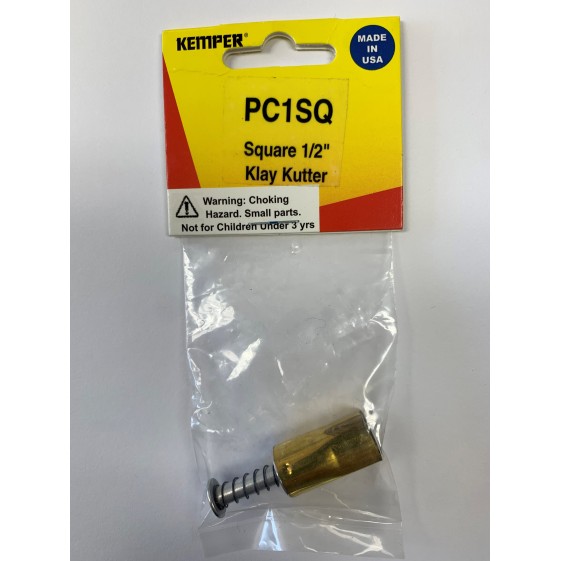 KEMPER®
MADE
IN
USA
PC1SQ
Square 1/2"
Klay Kutter
Warning: Choking
Hazard. Small parts.
Not for Children under 3 yrs